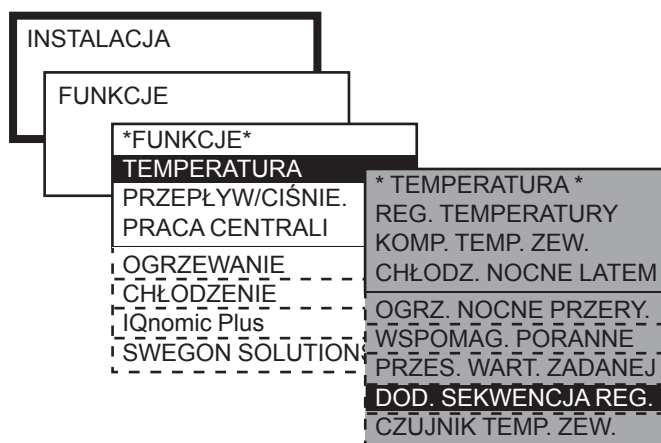 INSTALACJA
FUNKCJE
*FUNKCJE*
TEMPERATURA
PRZEPŁYW/CIŚNIE.
PRACA CENTRALI
OGRZEWANIE
CHŁODZENIE
IQnomic Plus
SWEGON SOLUTIONS
* TEMPERATURA *
REG. TEMPERATURY
KOMP. TEMP. ZEW.
CHŁODZ. NOCNE LATEM
OGRZ. NOCNE PRZERY.
WSPOMAG. PORANNE
PRZES. WART. ZADANEJ
DOD. SEKWENCJA REG.
CZUJNIK TEMP. ZEW.